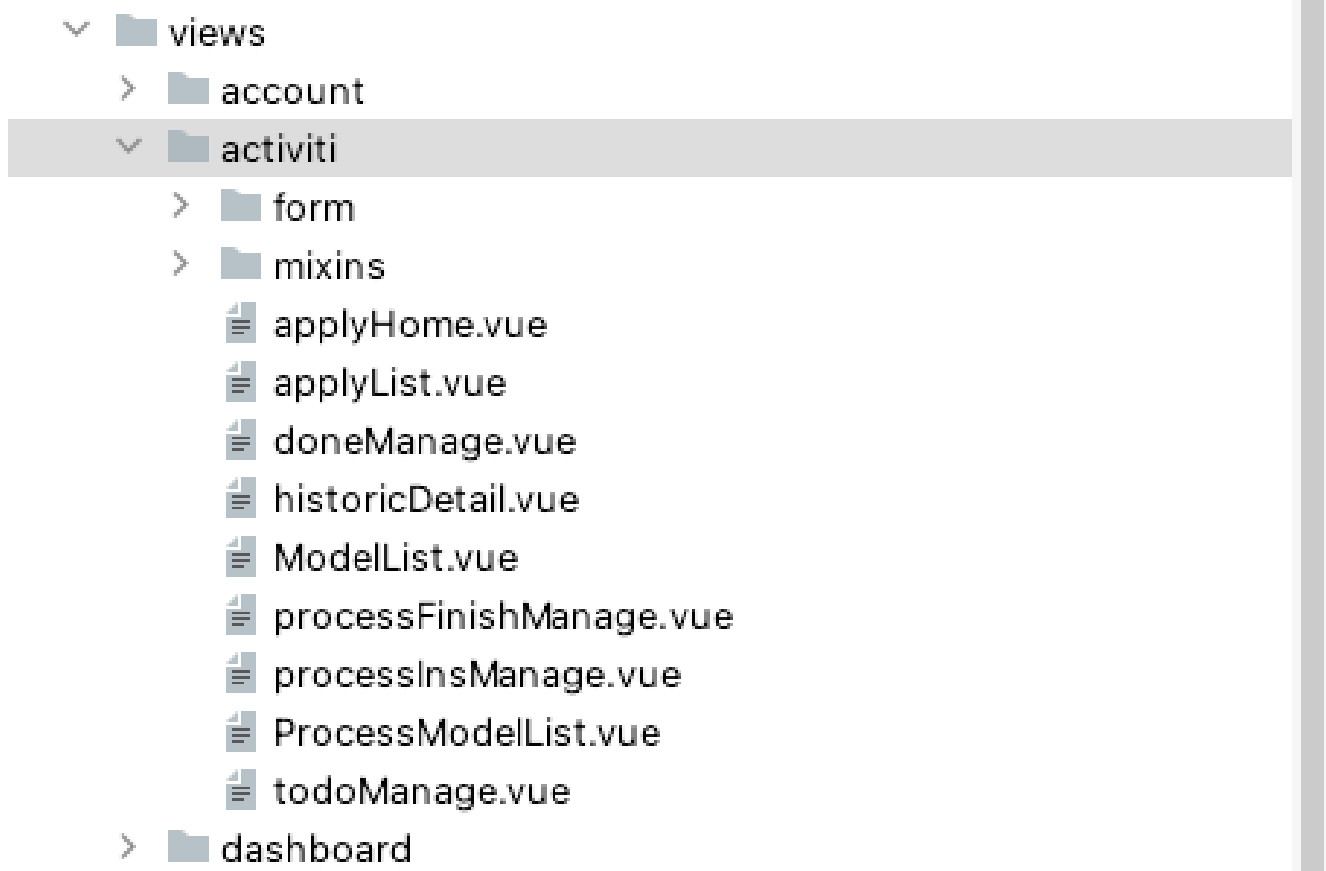 views
account
activiti
form
mixins
applyHome.vue
applyList.vue
doneManage.vue
historicDetail.vue
ModelList.vue
processFinishManage.vue
processInsManage.vue
ProcessModelList.vue
todoManage.vue
dashboard